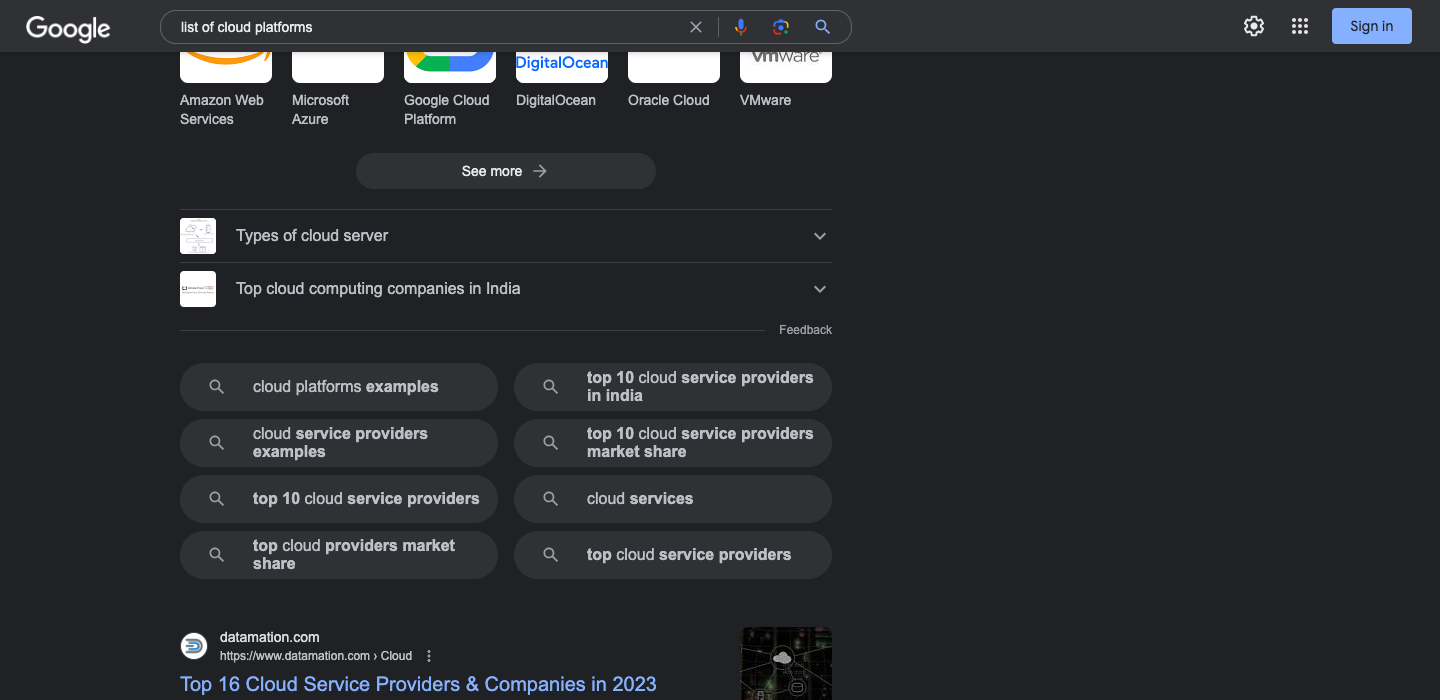 Google
list of cloud platforms
Sign in
DigitalOcean
vmware
Amazon Web
Services
Microsoft
Azure
Google Cloud
Platform
DigitalOcean
Oracle Cloud
VMware
See more
Types of cloud server
Top cloud computing companies in India
Feedback
cloud platforms examples
top 10 cloud service providers
in india
cloud service providers
examples
top 10 cloud service providers
market share
top 10 cloud service providers
cloud services
top cloud providers market
share
top cloud service providers
datamation.com
https://www.datamation.com › Cloud
Top 16 Cloud Service Providers & Companies in 2023